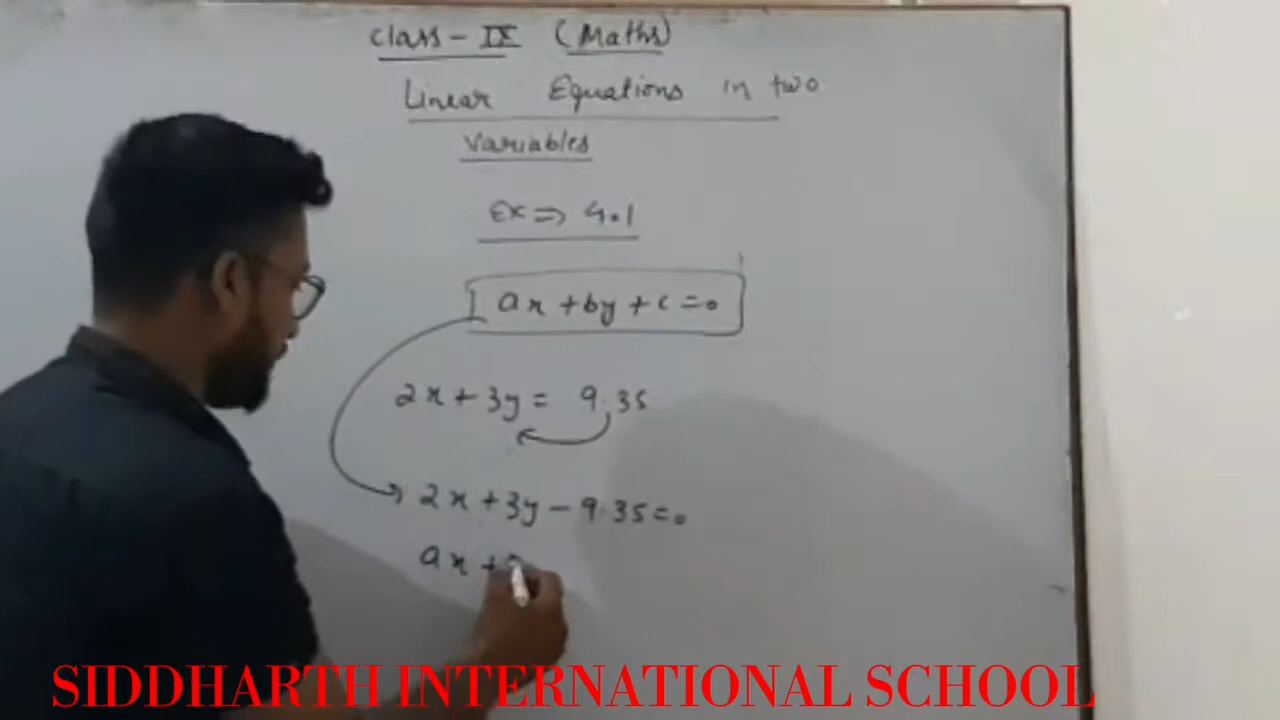 Class - IX (Maths)
Linear Equations in two
Variables
Ex => 4.1
ax + by + c = 0
2x + 3y = 9.35
2x + 3y - 9.35 = 0
ax +
SIDDHARTH INTERNATIONAL SCHOOL